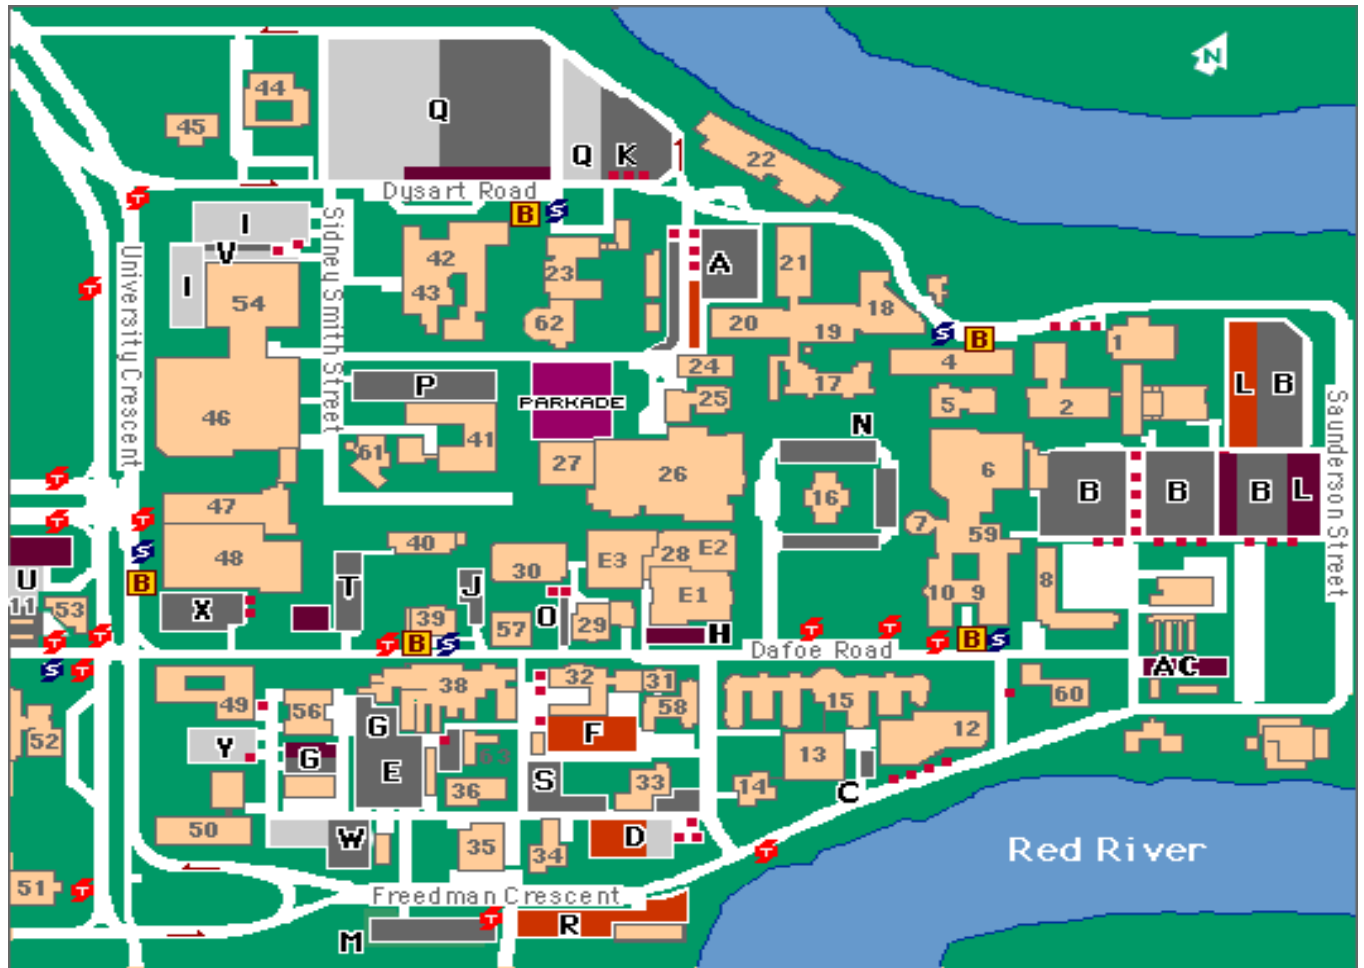 N
44
45
Q
Q
K
T
22
Dysart Road
B
S
I
V
I
54
Sidney Smith Street
University Crescent
T
42
43
23
62
A
21
20
19
18
S
B
1
4
24
17
25
5
2
L
B
Saunderson Street
P
PARKADE
46
41
61
27
26
N
16
6
B
B
B
L
T
T
T
47
48
S
B
40
30
E3
28
E2
E1
7
59
10
9
8
U
11
53
X
T
J
39
57
O
29
H
T
T
S
T
T
B
S
T
T
T
B
S
Dafoe Road
A C
49
56
38
32
31
58
15
60
12
13
52
Y
G
G
E
63
F
36
S
33
14
C
50
W
35
34
D
T
Red River
51
T
Freedman Crescent
M
T
R